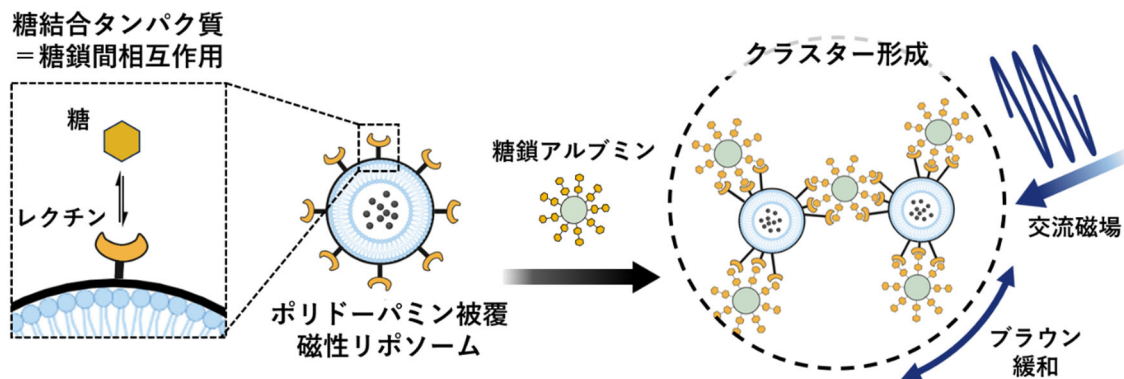 糖結合タンパク質
＝糖鎖間相互作用
糖
レクチン
ポリドーパミン被覆
磁性リポソーム
糖鎖アルブミン
クラスター形成
交流磁場
ブラウン
緩和